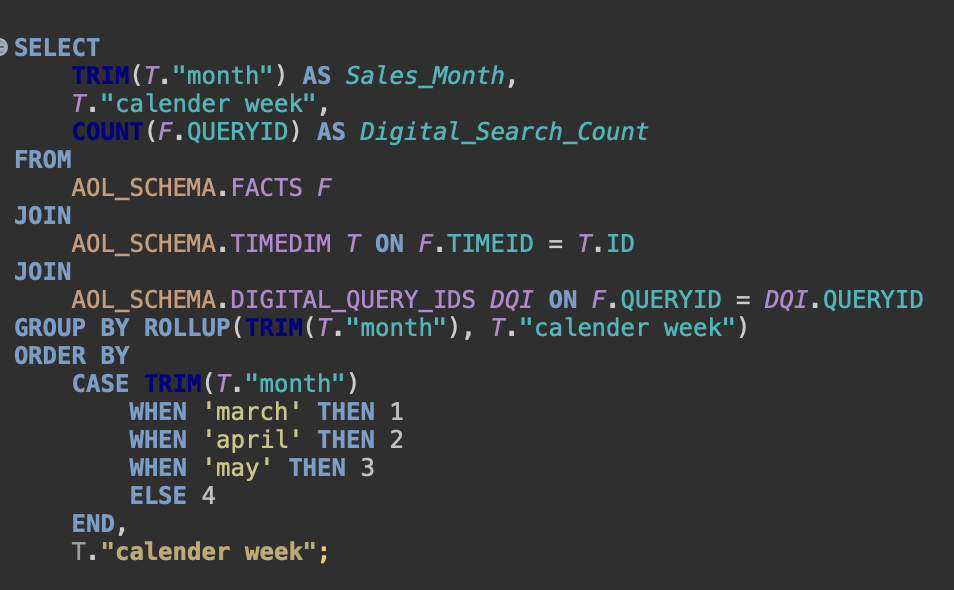 SELECT
    TRIM(T."month") AS Sales_Month,
    T."calender week",
    COUNT(F.QUERYID) AS Digital_Search_Count
FROM
    AOL_SCHEMA.FACTS F
JOIN
    AOL_SCHEMA.TIMEDIM T ON F.TIMEID = T.ID
JOIN
    AOL_SCHEMA.DIGITAL_QUERY_IDS DQI ON F.QUERYID = DQI.QUERYID
GROUP BY ROLLUP(TRIM(T."month"), T."calender week")
ORDER BY
    CASE TRIM(T."month")
        WHEN 'march' THEN 1
        WHEN 'april' THEN 2
        WHEN 'may' THEN 3
        ELSE 4
    END,
    T."calender week";